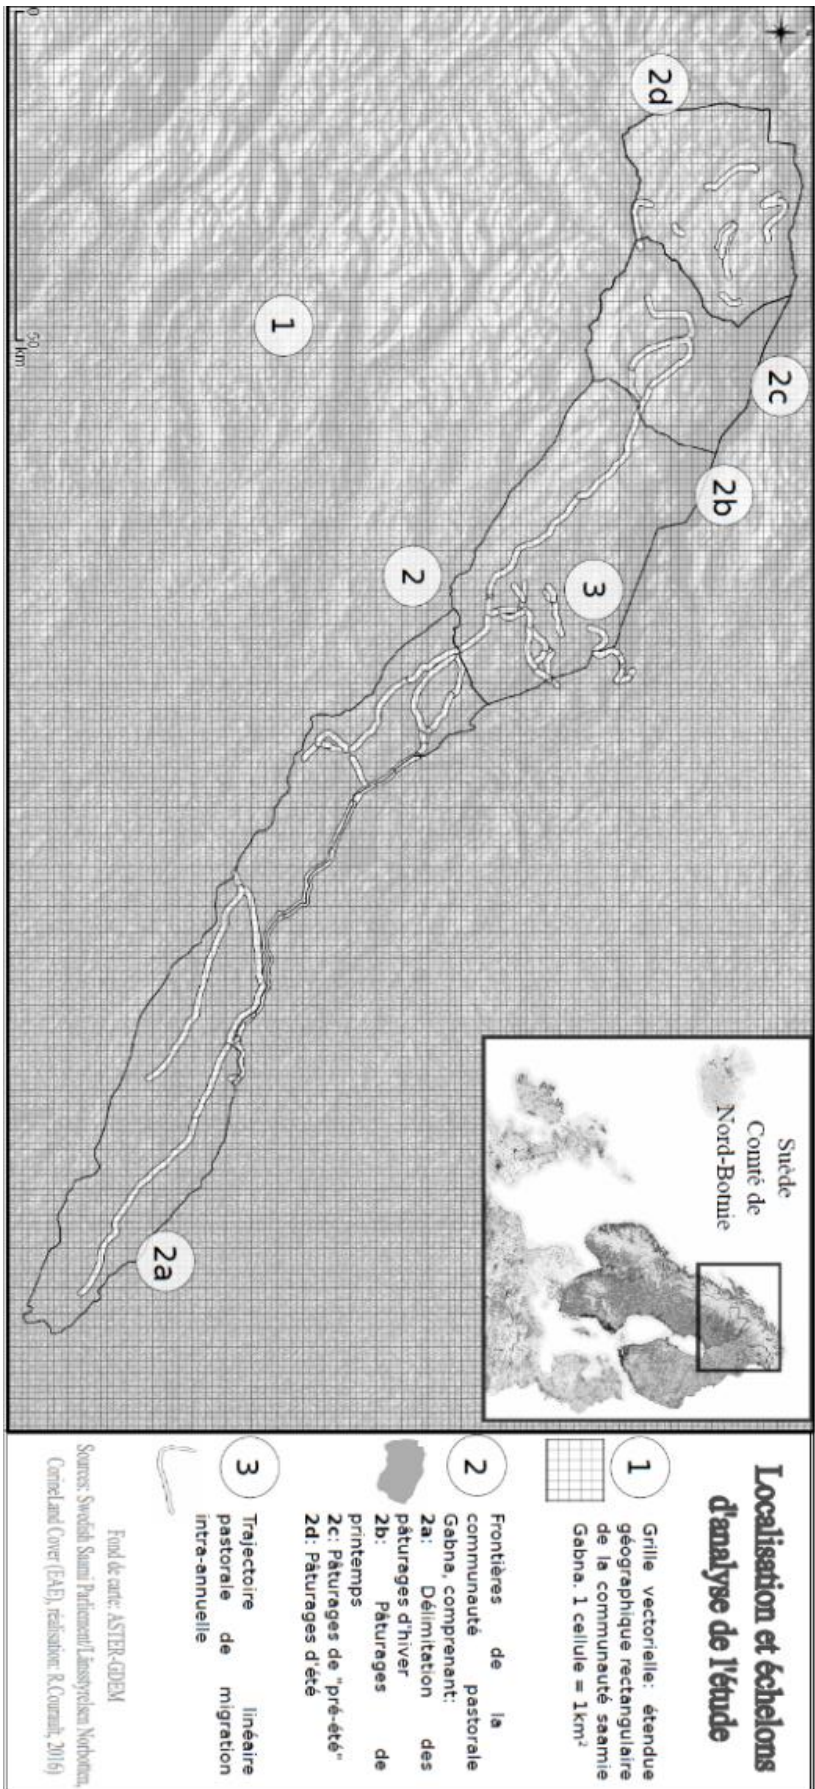 Localisation et échelons
d'analyse de l'étude
1
Grille vectorielle: étendue
géographique rectangulaire
de la communauté saamie
Gabna. 1 cellule = 1km²
2
Frontières de la
communauté pastorale
Gabna, comprenant:
2a: Délimitation des
pâturages d'hiver
2b: Pâturages de
printemps
2c: Pâturages de "pré-été"
2d: Pâturages d'été
3
Trajectoire linéaire
pastorale de migration
intra-annuelle
Fond de carte: ASTER-GDEM
Sources: Swedish Saami Parliement/Länsstyrelsen Norbotten,
CorineLand Cover (EAE), réalisation: R.Courault, 2016)
Suède
Comté de
Nord-Botnie
2d
2c
2b
3
1
2
2a
0
50
km